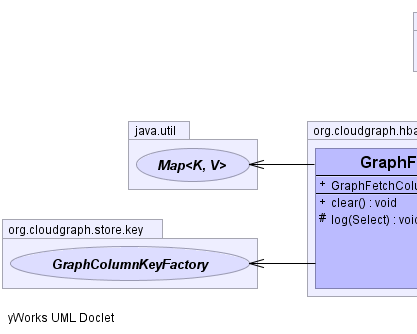 java.util
Map<K, V>
org.cloudgraph.hba
GraphF
+ GraphFetchColu
+ clear() : void
# log(Select) : void
org.cloudgraph.store.key
GraphColumnKeyFactory
yWorks UML Doclet